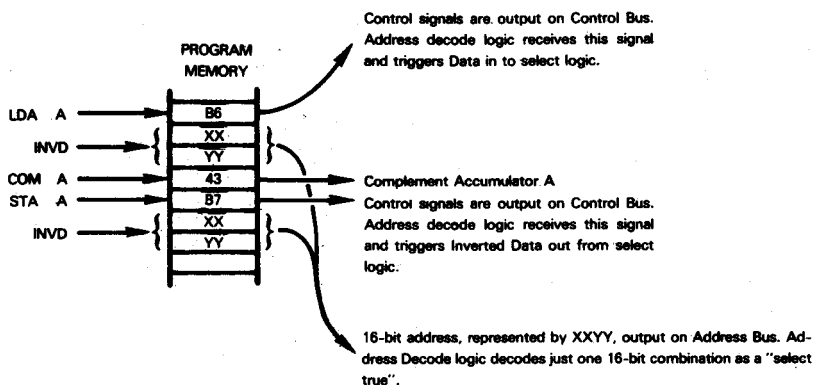 Control signals are output on Control Bus.
Address decode logic receives this signal
and triggers Data in to select logic.
PROGRAM
MEMORY
LDA A
B6
INVD
XX
YY
COM A
43
Complement Accumulator A
STA A
B7
Control signals are output on Control Bus.
Address decode logic receives this signal
and triggers Inverted Data out from select
logic.
INVD
XX
YY
16-bit address, represented by XXYY, output on Address Bus. Ad-
dress Decode logic decodes just one 16-bit combination as a "select
true".